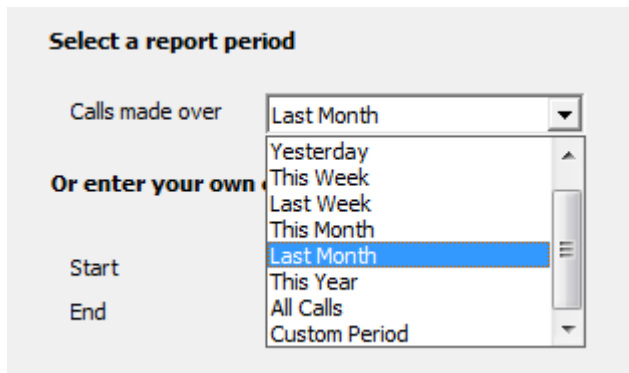 Select a report period
Calls made over
Last Month
Yesterday
This Week
Last Week
This Month
Last Month
This Year
All Calls
Custom Period
Or enter your own
Start
End